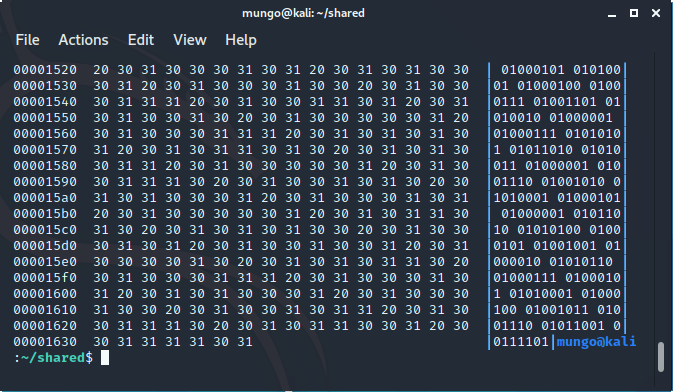 mungo@kali: ~/shared
File Actions Edit View Help
00001520  20 30 31 30 30 30 31 30 31 20 30 31 30 31 30 30  | 01000101 010100|
00001530  30 31 20 30 31 30 30 30 31 30 30 20 30 31 30 30  |01 01000100 0100|
00001540  30 31 31 31 20 30 31 30 30 31 31 30 31 20 30 31  |0111 01001101 01|
00001550  30 31 30 30 31 30 20 30 31 30 30 30 30 30 31 20  |010010 01000001 |
00001560  30 31 30 30 30 31 31 31 20 30 31 30 31 30 31 30  |01000111 0101010|
00001570  31 20 30 31 30 31 31 30 31 30 20 30 31 30 31 30  |1 01011010 01010|
00001580  30 31 31 20 30 31 30 30 30 30 30 31 20 30 31 30  |011 01000001 010|
00001590  30 31 31 31 30 20 30 31 30 30 31 30 31 30 20 30  |01110 01001010 0|
000015a0  31 30 31 30 30 30 31 20 30 31 30 30 30 31 30 31  |1010001 01000101|
000015b0  20 30 31 30 30 30 30 30 31 20 30 31 30 31 31 30  | 01000001 010110|
000015c0  31 30 20 30 31 30 31 30 31 30 30 20 30 31 30 30  |10 01010100 0100|
000015d0  30 31 30 31 20 30 31 30 30 31 30 30 31 20 30 31  |0101 01001001 01|
000015e0  30 30 30 30 31 30 20 30 31 30 31 30 31 31 30 20  |000010 01010110 |
000015f0  30 31 30 30 30 31 31 31 20 30 31 30 30 30 31 30  |01000111 0100010|
00001600  31 20 30 31 30 31 30 30 30 31 20 30 31 30 30 30  |1 01010001 01000|
00001610  31 30 30 20 30 31 30 30 31 30 31 31 20 30 31 30  |100 01001011 010|
00001620  30 31 31 31 30 20 30 31 30 31 31 30 30 31 20 30  |01110 01011001 0|
00001630  30 31 31 31 31 30 31  |0111101|mungo@kali
:~/shared$